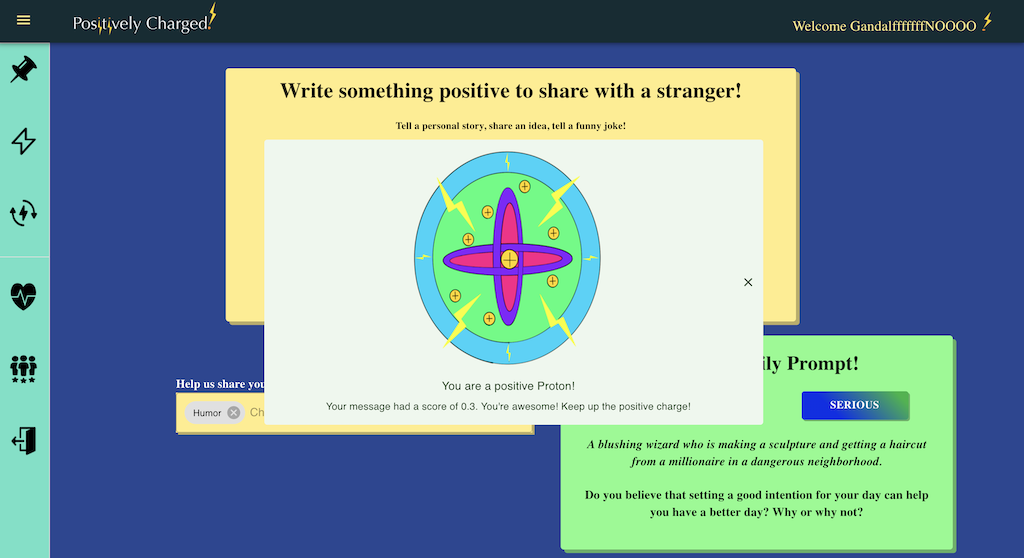 Positively Charged!
Welcome GandalfffffffNOOOO
Write something positive to share with a stranger!
Tell a personal story, share an idea, tell a funny joke!
You are a positive Proton!
Your message had a score of 0.3. You're awesome! Keep up the positive charge!
Help us share you
Humor Ch
ily Prompt!
SERIOUS
A blushing wizard who is making a sculpture and getting a haircut
from a millionaire in a dangerous neighborhood.
Do you believe that setting a good intention for your day can help
you have a better day? Why or why not?